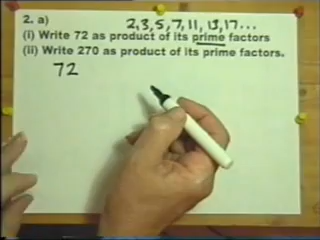 2. a) 2,3,5,7,11,13,17...
(i) Write 72 as product of its prime factors
(ii) Write 270 as product of its prime factors.
72